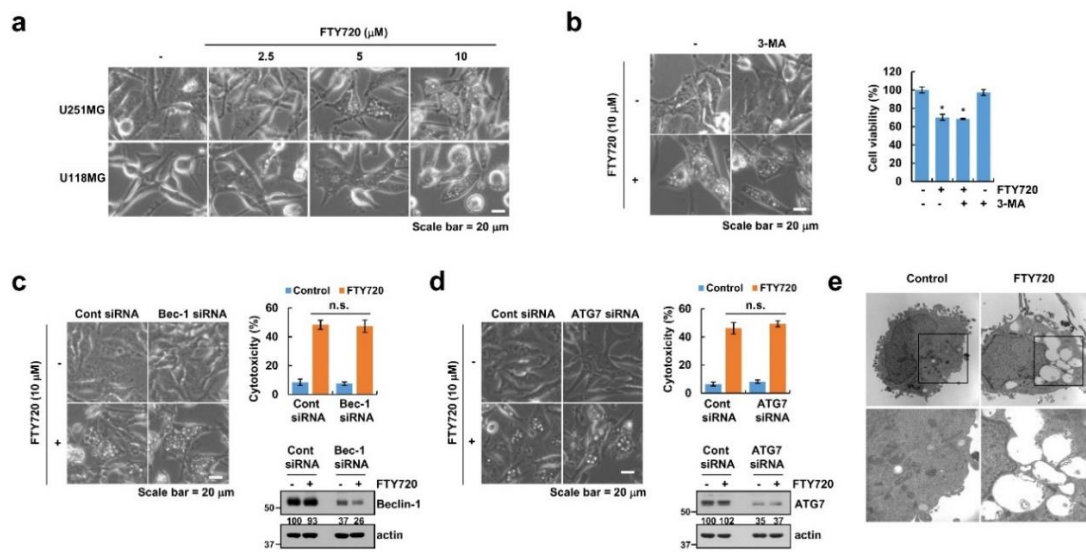 a
FTY720 (μM)
- 2.5 5 10
U251MG
U118MG
Scale bar = 20 μm
b
- 3-MA
FTY720 (10 μM)
-
+
Scale bar = 20 μm
Cell viability (%)
120
100
80
60
40
20
0
- + + - FTY720
- - + + 3-MA
* *
c
Cont siRNA Bec-1 siRNA
FTY720 (10 μM)
-
+
Scale bar = 20 μm
Control FTY720
n.s.
Cytotoxicity (%)
60
40
20
0
Cont siRNA
Bec-1 siRNA
Cont siRNA
Bec-1 siRNA
- + - + FTY720
50
Beclin-1
100 93 37 26
37
actin
d
Cont siRNA ATG7 siRNA
FTY720 (10 μM)
-
+
Scale bar = 20 μm
Control FTY720
n.s.
Cytotoxicity (%)
60
40
20
0
Cont siRNA
ATG7 siRNA
Cont siRNA
ATG7 siRNA
- + - + FTY720
50
ATG7
100 102 35 37
37
actin
e
Control FTY720